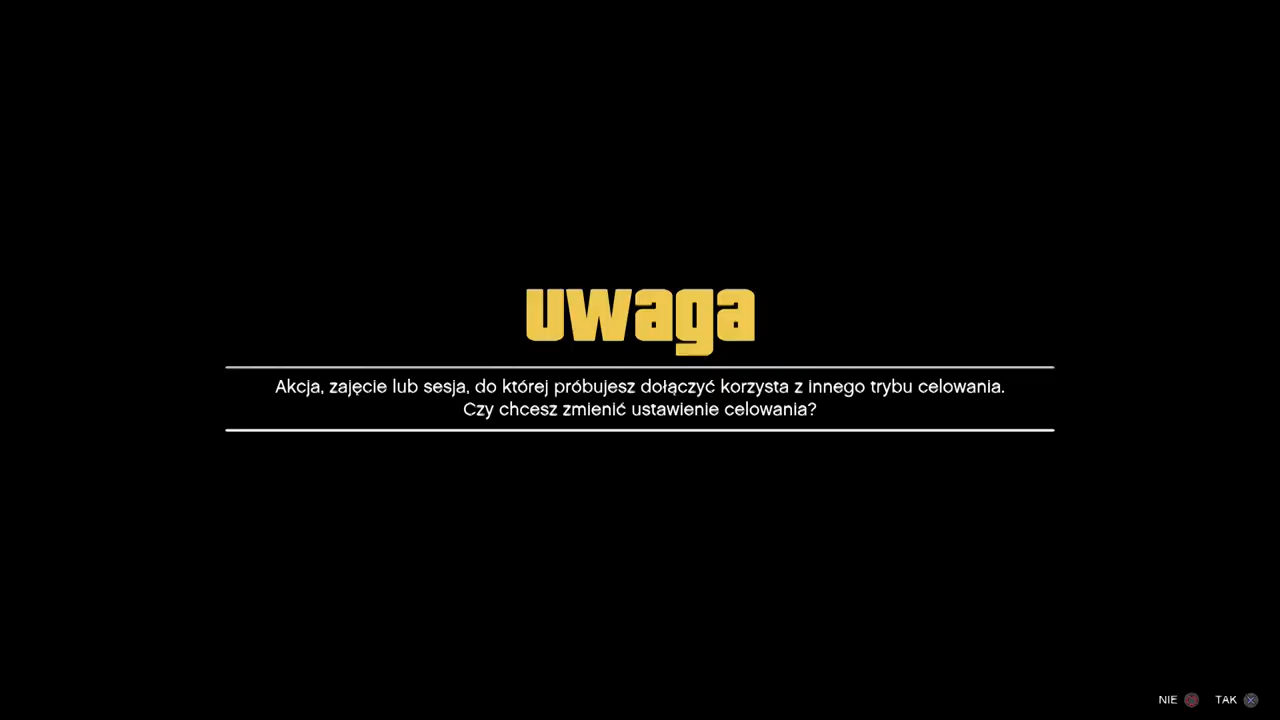 uwaga
Akcja, zajęcie lub sesja, do której próbujesz dołączyć korzysta z innego trybu celowania.
Czy chcesz zmienić ustawienie celowania?
NIE TAK